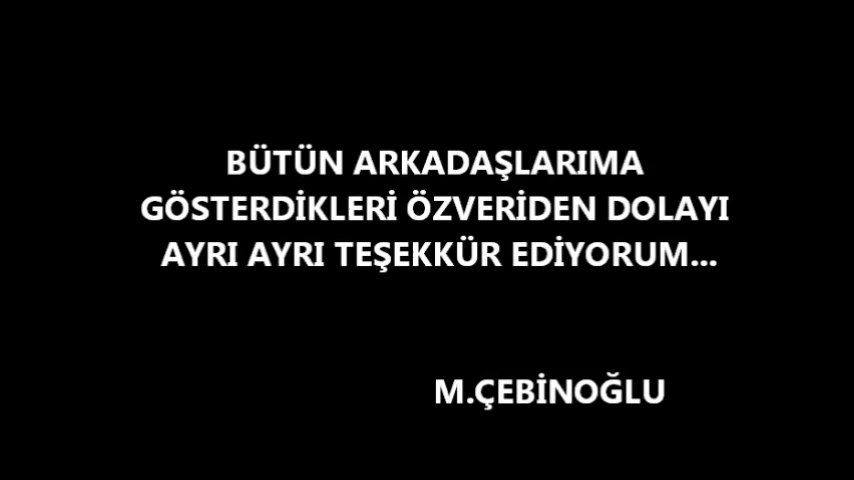 BÜTÜN ARKADAŞLARIMA
GÖSTERDİKLERİ ÖZVERİDEN DOLAYI
AYRI AYRI TEŞEKKÜR EDİYORUM...
M.ÇEBİNOĞLU